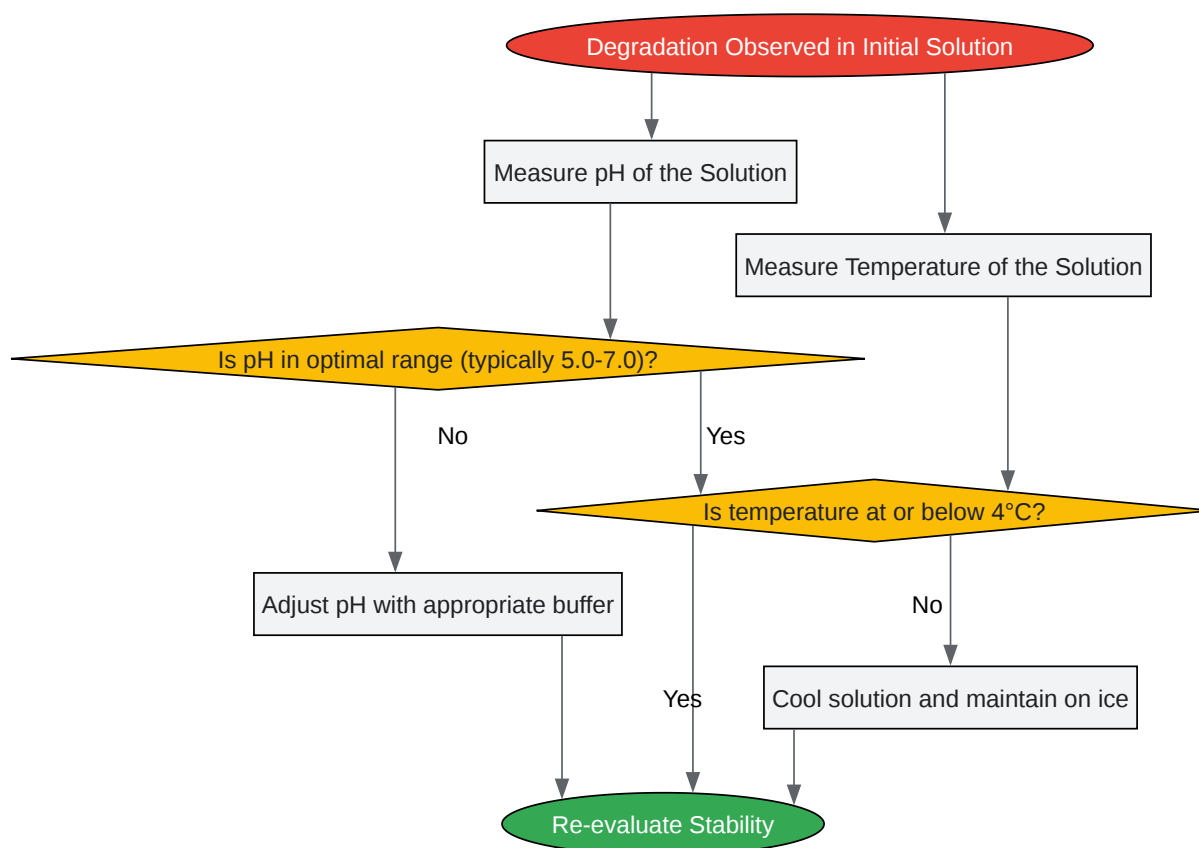 Degradation Observed in Initial Solution
Measure pH of the Solution
Measure Temperature of the Solution
Is pH in optimal range (typically 5.0-7.0)?
No
Yes
Is temperature at or below 4°C?
Adjust pH with appropriate buffer
No
Yes
Cool solution and maintain on ice
Re-evaluate Stability